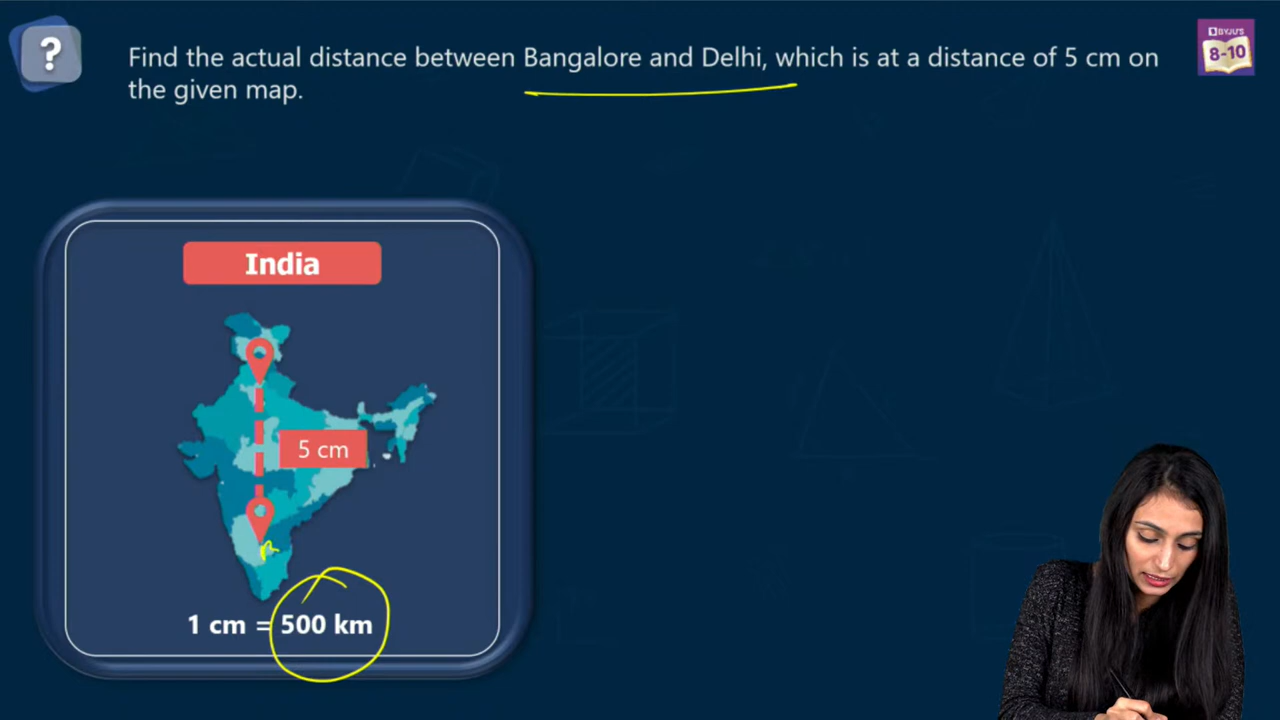 ?
Find the actual distance between Bangalore and Delhi, which is at a distance of 5 cm on
the given map.
BYJU'S
8-10
India
5 cm
B
1 cm = 500 km